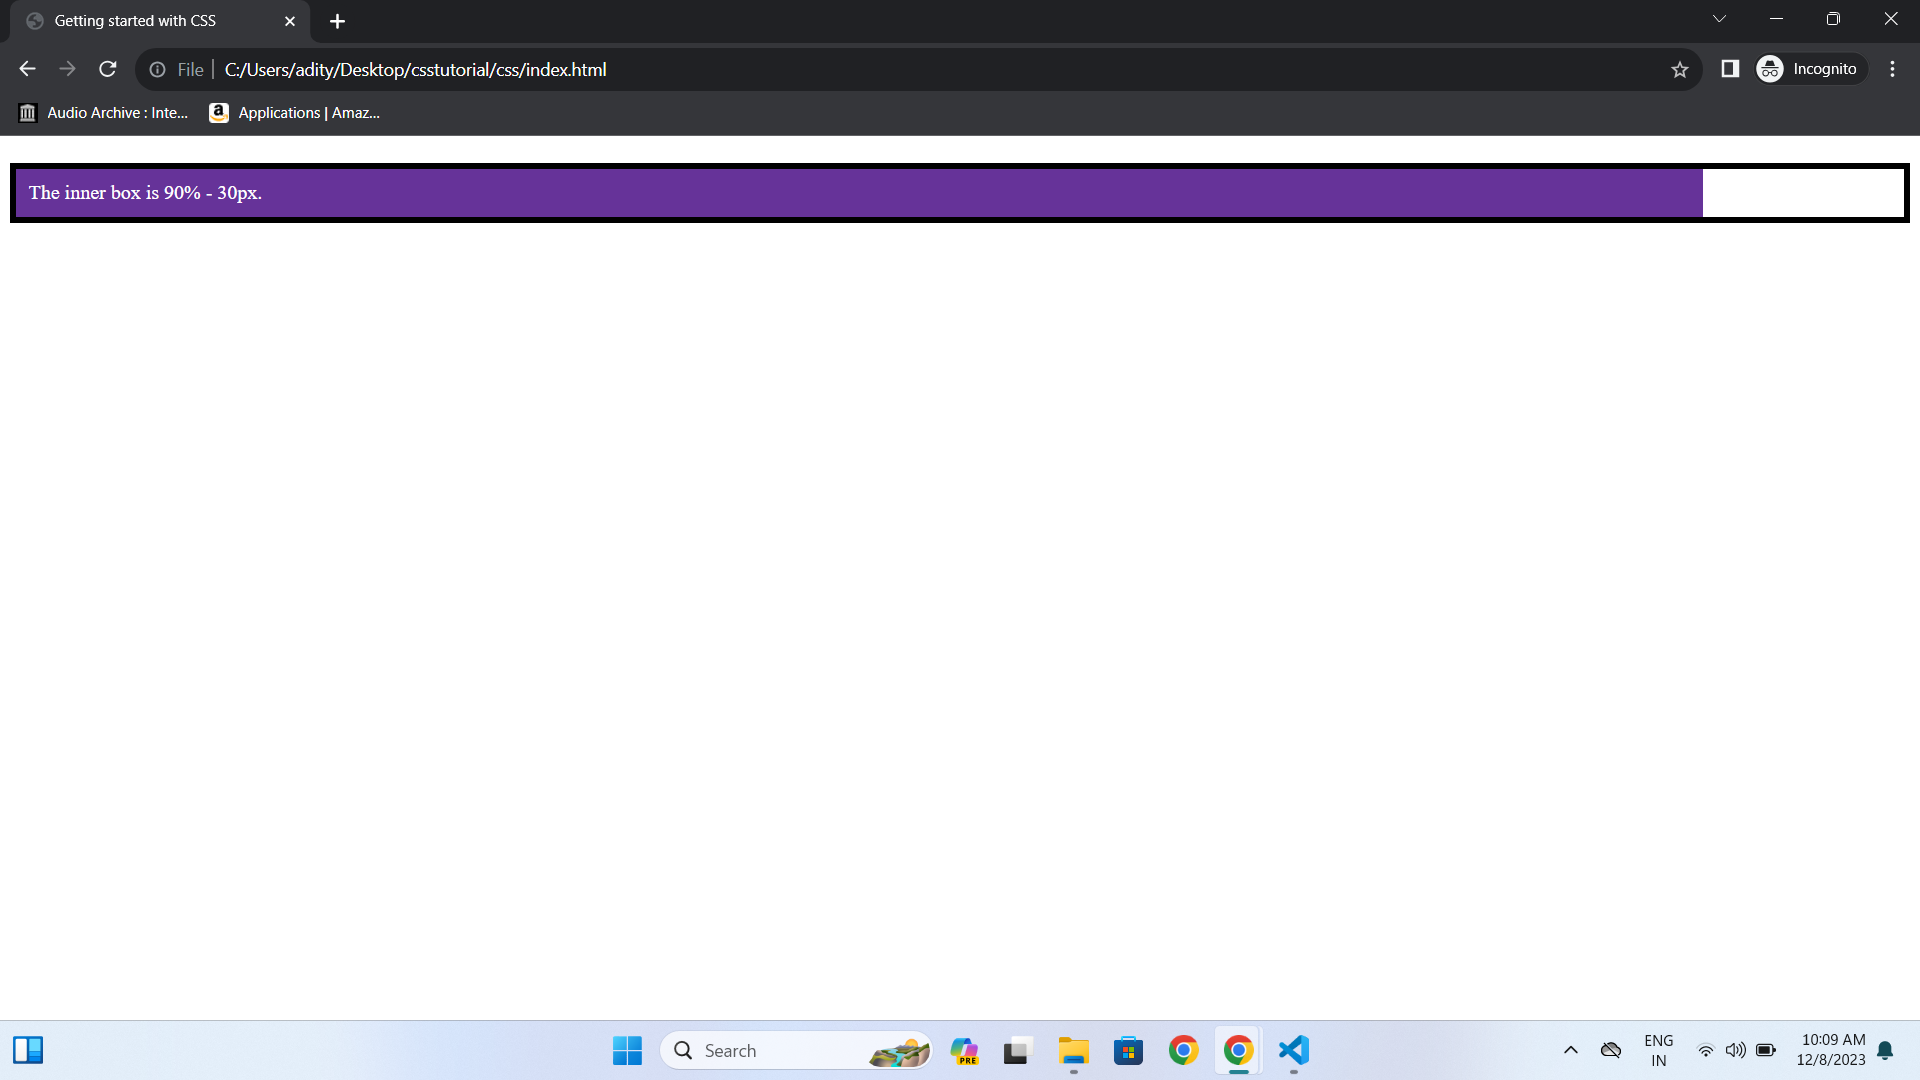 Getting started with CSS
File
C:/Users/adity/Desktop/csstutorial/css/index.html
Incognito
Audio Archive : Inte...
Applications | Amaz...
The inner box is 90% - 30px.
Search
PRE
ENG
IN
10:09 AM
12/8/2023